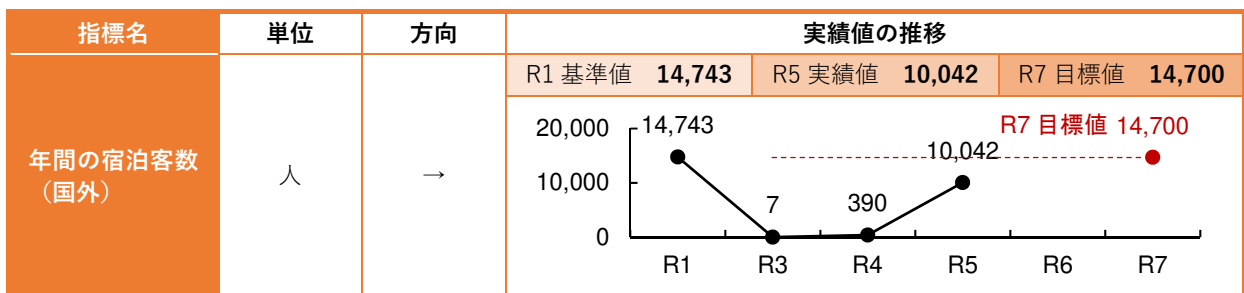 指標名 単位 方向 実績値の推移
R1 基準値 14,743 R5 実績値 10,042 R7 目標値 14,700
年間の宿泊客数
（国外）
人
→
20,000
10,000
0
14,743
7
390
10,042
R7 目標値 14,700
R1 R3 R4 R5 R6 R7